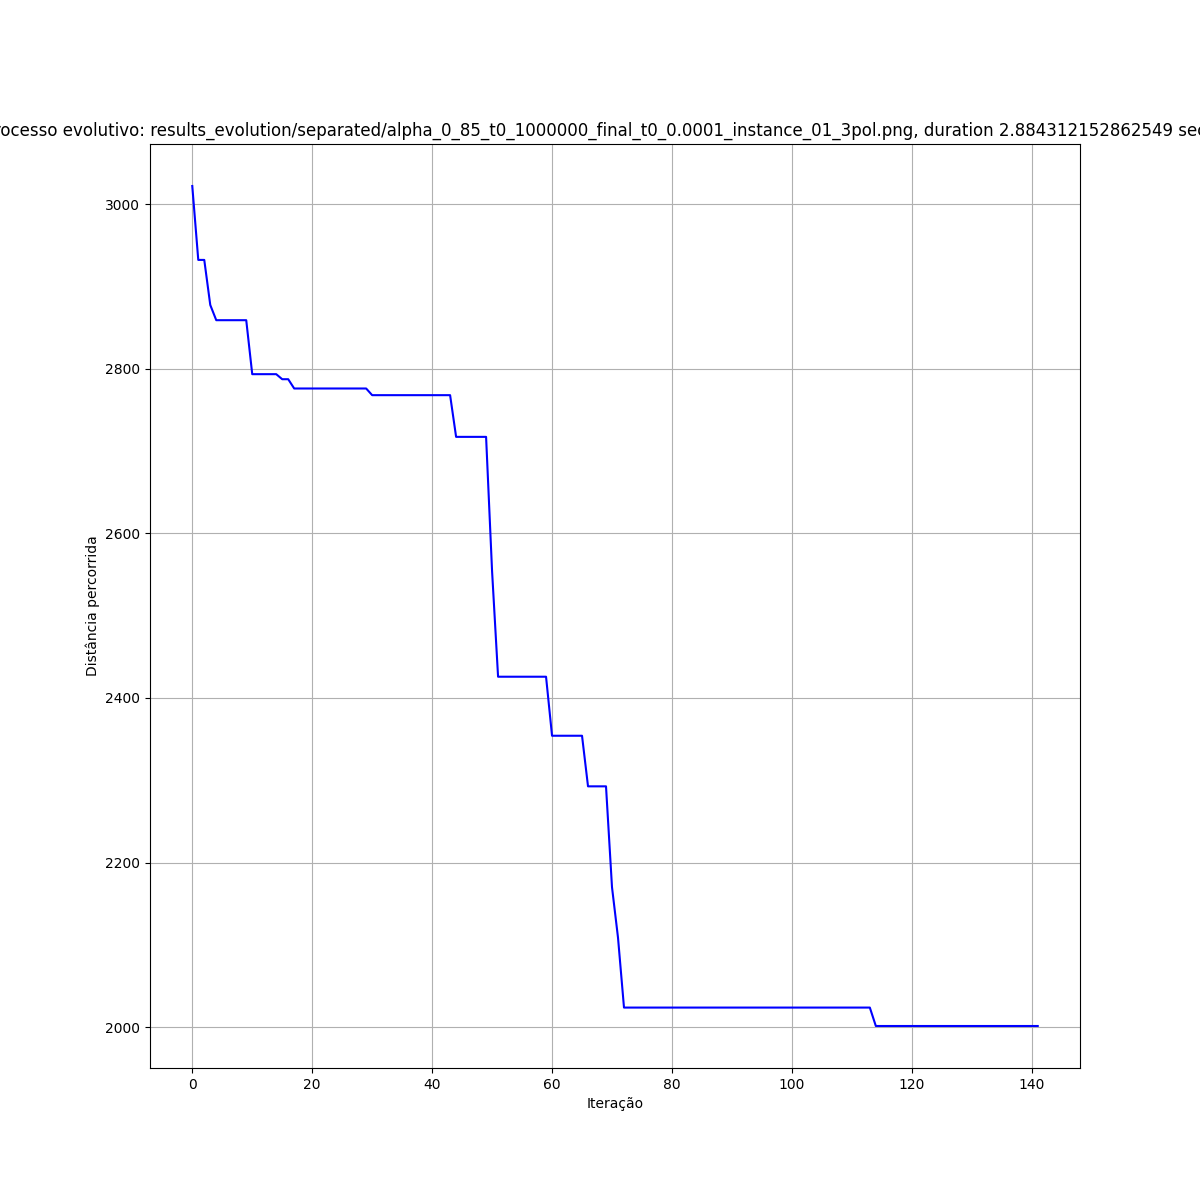 ocesso evolutivo: results_evolution/separated/alpha_0_85_t0_1000000_final_t0_0.0001_instance_01_3pol.png, duration 2.884312152862549 sec
3000
2800
2600
2400
2200
2000
Distância percorrida
0 20 40 60 80 100 120 140
Iteração